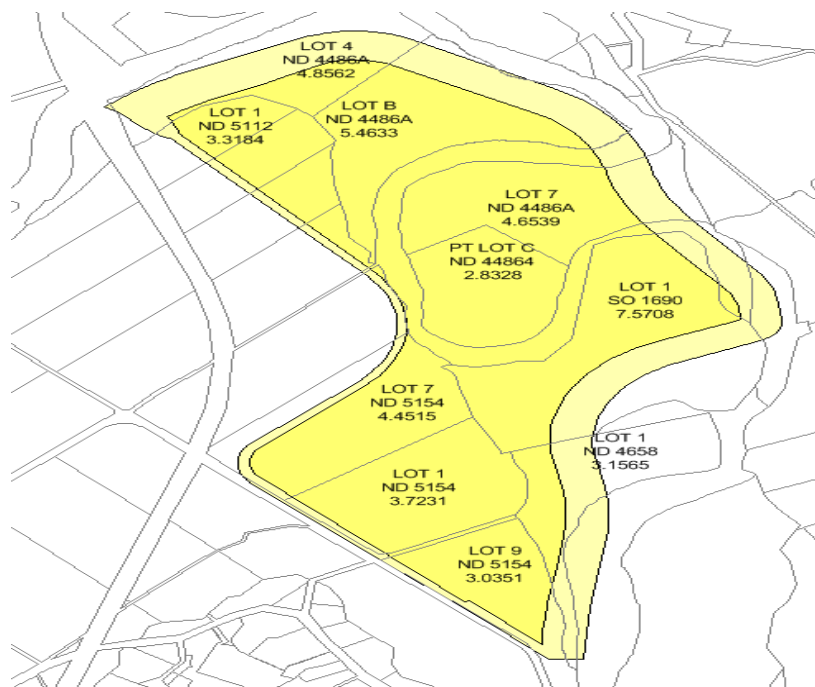 LOT 4
ND 4486A
4.8562
LOT B
ND 4486A
5.4633
LOT 1
ND 5112
3.3184
LOT 7
ND 4486A
4.6539
PT LOT C
ND 44864
2.8328
LOT 1
SO 1690
7.5708
LOT 7
ND 5154
4.4515
LOT 1
ND 4658
3.1565
LOT 1
ND 5154
3.7231
LOT 9
ND 5154
3.0351